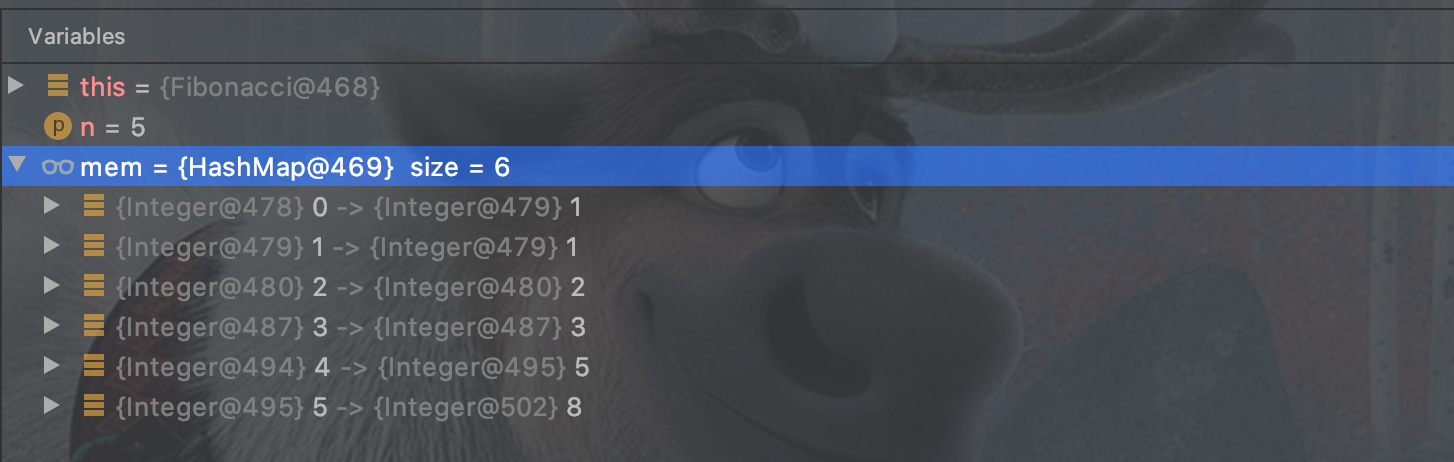 Variables
this = {Fibonacci@468}
p n = 5
mem = {HashMap@469} size = 6
{Integer@478} 0 -> {Integer@479} 1
{Integer@479} 1 -> {Integer@479} 1
{Integer@480} 2 -> {Integer@480} 2
{Integer@487} 3 -> {Integer@487} 3
{Integer@494} 4 -> {Integer@495} 5
{Integer@495} 5 -> {Integer@502} 8